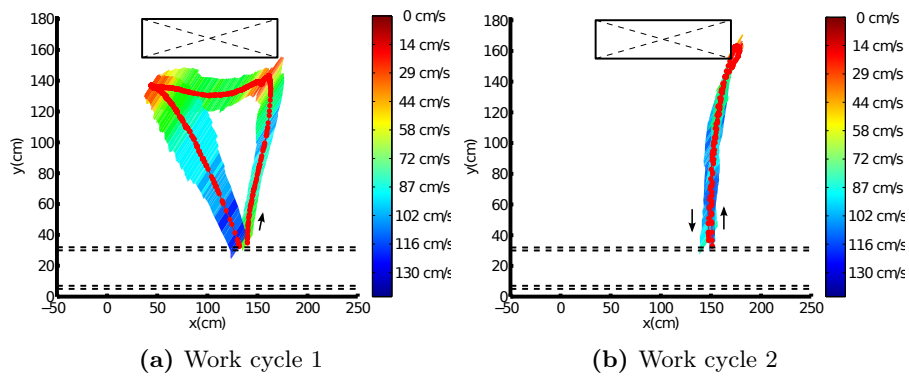 180
160
140
120
100
80
60
40
20
0
y(cm)
−50 0 50 100 150 200 250
x(cm)
0 cm/s
14 cm/s
29 cm/s
44 cm/s
58 cm/s
72 cm/s
87 cm/s
102 cm/s
116 cm/s
130 cm/s
(a) Work cycle 1
180
160
140
120
100
80
60
40
20
0
y(cm)
−50 0 50 100 150 200 250
x(cm)
0 cm/s
14 cm/s
29 cm/s
44 cm/s
58 cm/s
72 cm/s
87 cm/s
102 cm/s
116 cm/s
130 cm/s
(b) Work cycle 2